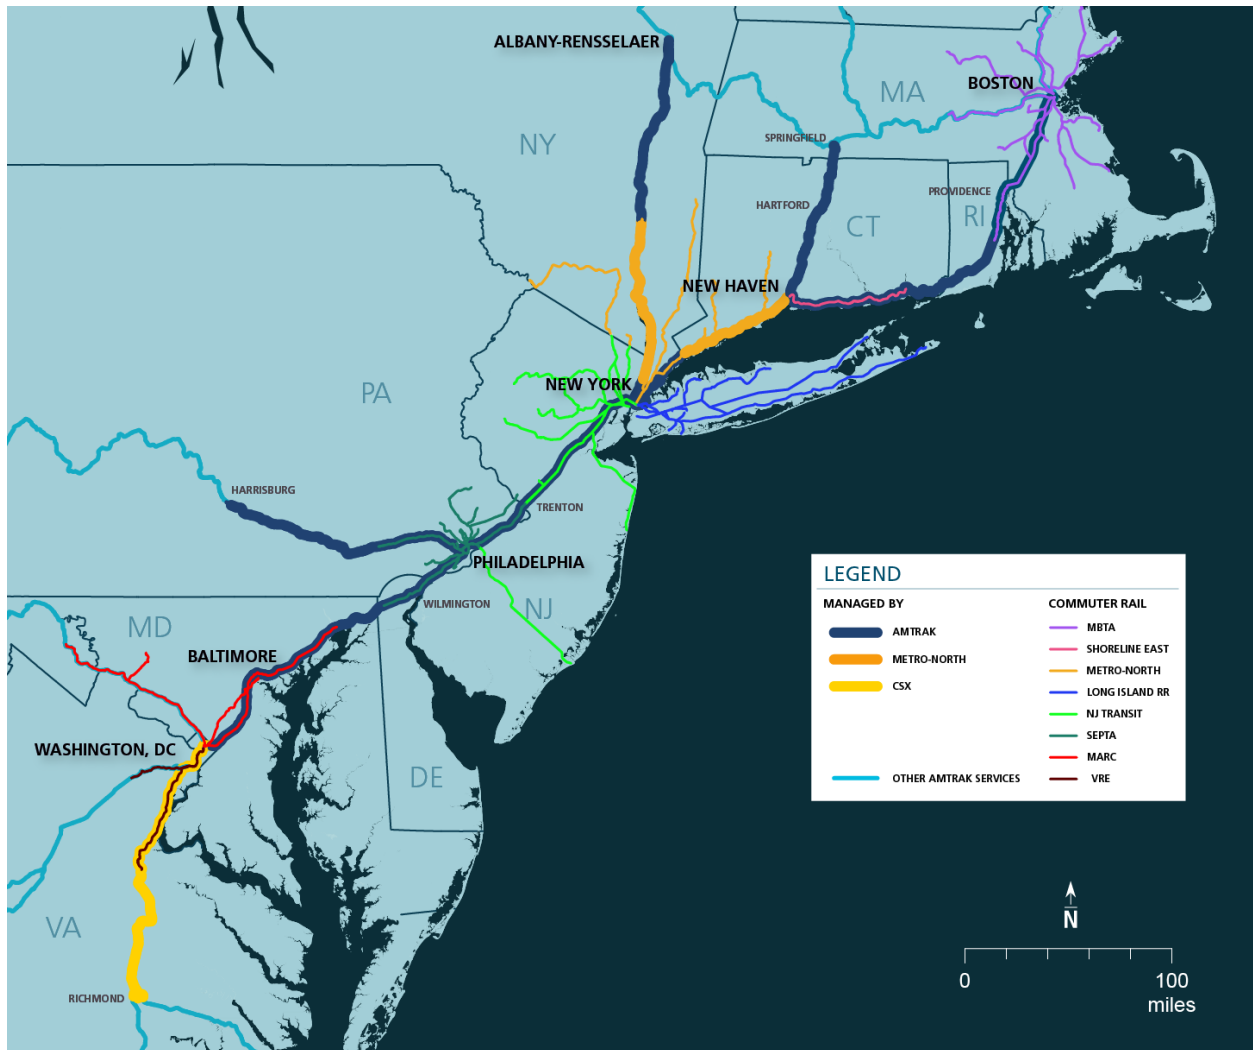 ALBANY-RENSSELAER
BOSTON
MA
NY
SPRINGFIELD
PROVIDENCE
HARTFORD
CT
RI
NEW HAVEN
NEW YORK
PA
HARRISBURG
TRENTON
PHILADELPHIA
WILMINGTON
NJ
MD
BALTIMORE
WASHINGTON, DC
DE
VA
RICHMOND
LEGEND
MANAGED BY
AMTRAK
METRO-NORTH
CSX
OTHER AMTRAK SERVICES
COMMUTER RAIL
MBTA
SHORELINE EAST
METRO-NORTH
LONG ISLAND RR
NJ TRANSIT
SEPTA
MARC
VRE
N
0 100
miles